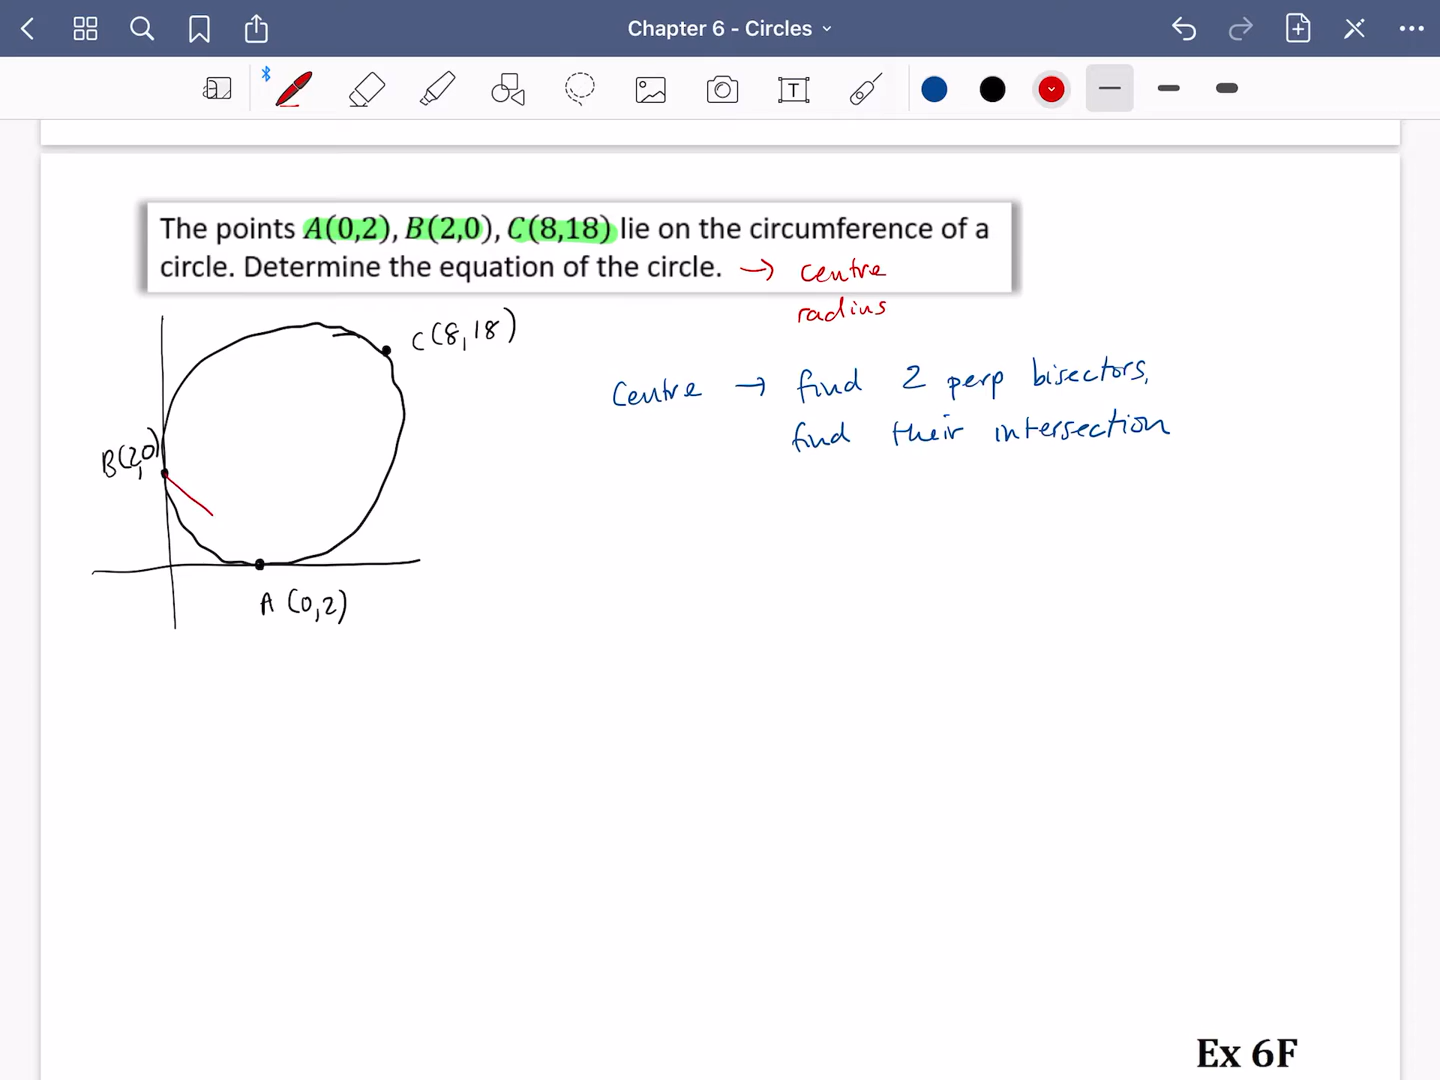 Chapter 6 - Circles
The points A(0,2), B(2,0), C(8,18) lie on the circumference of a
circle. Determine the equation of the circle. → centre
radius
C(8,18)
Centre → find 2 perp bisectors,
find their intersection
B(2,0)
A (0,2)
Ex 6F